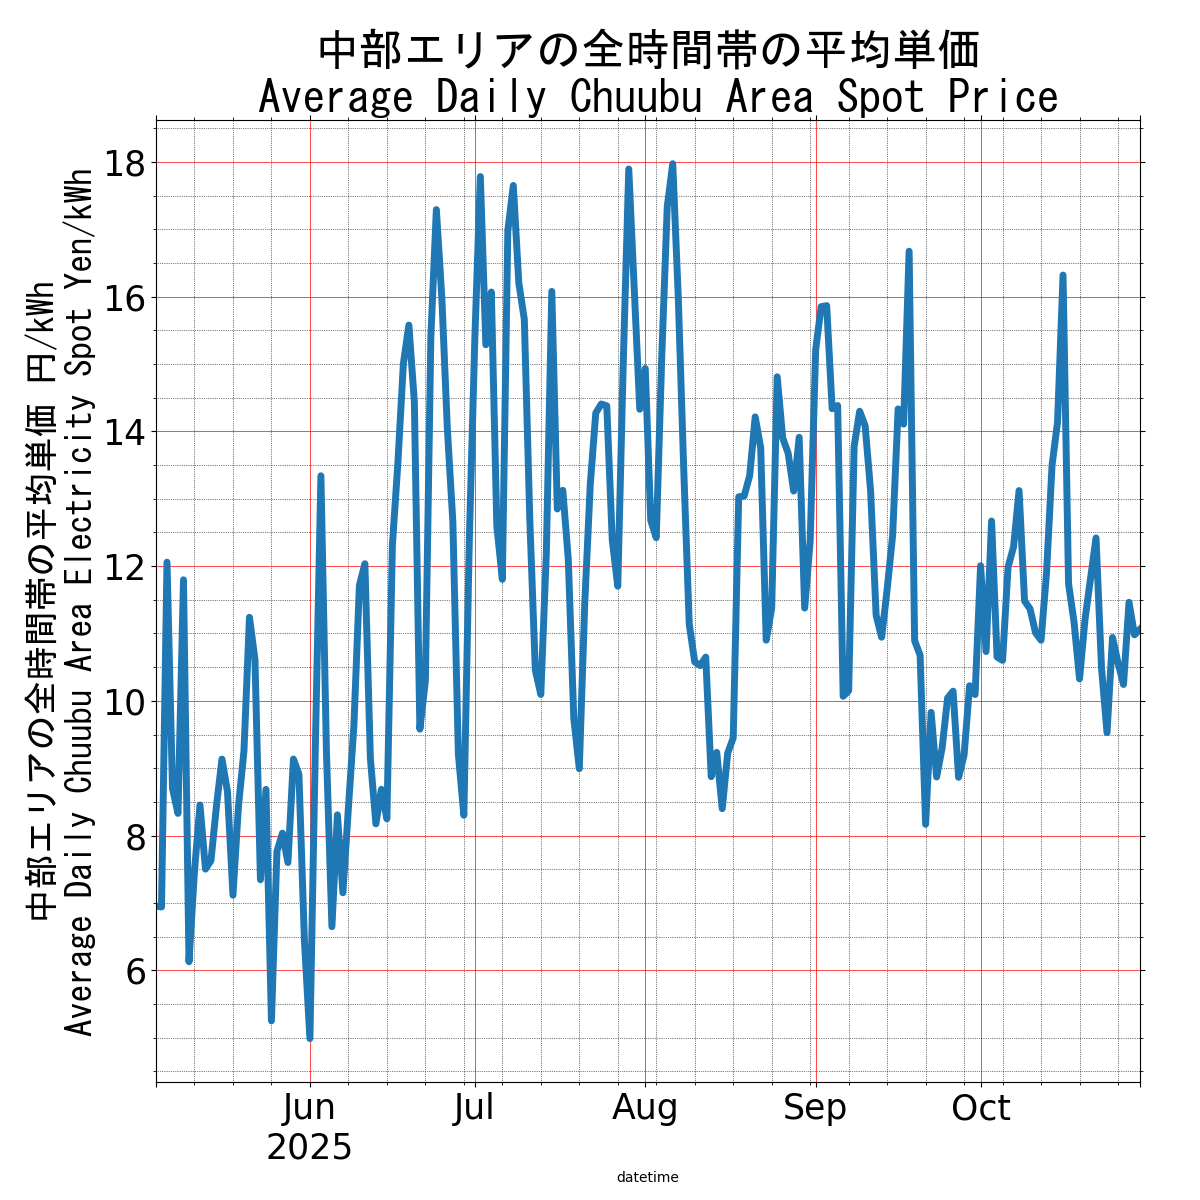 中部エリアの全時間帯の平均単価
Average Daily Chuubu Area Spot Price
中部エリアの全時間帯の平均単価 円/kWh
Average Daily Chuubu Area Electricity Spot Yen/kWh
18
16
14
12
10
8
6
Jun
2025
Jul
Aug
Sep
Oct
datetime